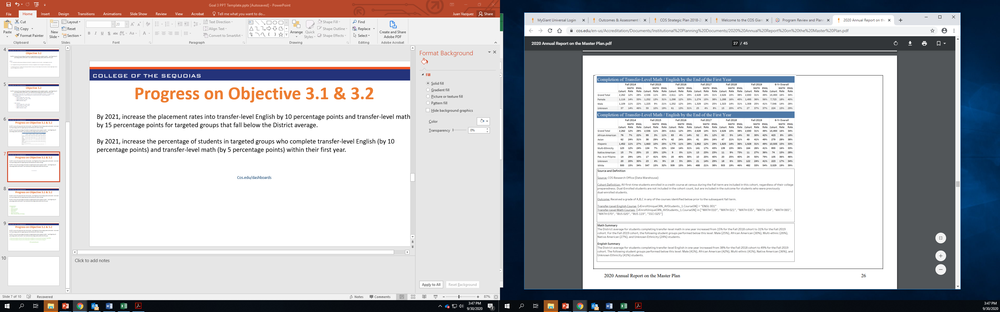 Goal 3 PPT Template.pptx [Autosaved] - PowerPoint
File Home Insert Design Transitions Animations Slide Show Review View Acrobat Tell me what you want to do...
Juan Vazquez Share
Paste
Cut
Copy
Format Painter
Clipboard
New Slide
Layout
Reset
Section
Slides
20
Font
Text Direction
Align Text
Convert to SmartArt
Paragraph
Arrange
Quick Styles
Shape Fill
Shape Outline
Shape Effects
Drawing
Find
Replace
Select
Editing
Create and Share Adobe PDF
Adobe Acrobat
4
Objective 3.2
5
Objective 3.2
6
Progress on Objective 3.1 & 3.2
7
Progress on Objective 3.1 & 3.2
8
Progress on Objective 3.1 & 3.2
9
Progress on Objective 3.1 & 3.2
10
COLLEGE OF THE SEQUOIAS
Progress on Objective 3.1 & 3.2
By 2021, increase the placement rates into transfer-level English by 10 percentage points and transfer-level math
by 15 percentage points for targeted groups that fall below the District average.
By 2021, increase the percentage of students in targeted groups who complete transfer-level English (by 10
percentage points) and transfer-level math (by 5 percentage points) within their first year.
Cos.edu/dashboards
Click to add notes
Format Background
Fill
Solid fill
Gradient fill
Picture or texture fill
Pattern fill
Hide background graphics
Color
Transparency 0%
Apply to All Reset Background
Slide 7 of 10 Recovered
Notes Comments 87%
3:47 PM
9/30/2020
2
MyGiant Universal Login
Outcomes & Assessment C
COS Strategic Plan 2018-2
Welcome to the COS Giant
Program Review and Plann
2020 Annual Report on the
cos.edu/en-us/Accreditation/Documents/Institutional%20Planning%20Documents/2020%20Annual%20Report%20on%20the%20Master%20Plan.pdf
2020 Annual Report on the Master Plan.pdf
27 / 45
Completion of Transfer-Level Math / English by the End of the First Year
Fall 2014 Fall 2015 Fall 2016 Fall 2017 Fall 2018 Fall 2019 6-Yr Overall
MATH ENGL MATH ENGL MATH ENGL MATH ENGL MATH ENGL MATH ENGL MATH ENGL
Cohort Rate Rate Cohort Rate Rate Cohort Rate Rate Cohort Rate Rate Cohort Rate Rate Cohort Rate Rate Cohort Rate Rate
Grand Total 2,262 12% 28% 2,536 11% 26% 2,611 12% 29% 2,628 14% 31% 2,626 15% 38% 2,830 31% 49% 15,493 16% 34%
Female 1,116 14% 33% 1,252 13% 31% 1,298 12% 33% 1,274 15% 38% 1,288 16% 45% 1,495 36% 56% 7,723 18% 40%
Male 1,109 11% 22% 1,225 9% 21% 1,252 12% 24% 1,329 13% 25% 1,323 14% 31% 1,308 25% 41% 7,546 14% 28%
Unknown 37 14% 46% 59 10% 19% 61 13% 31% 25 4% 8% 15 20% 47% 27 37% 37% 224 15% 29%
Completion of Transfer-Level Math / English by the End of the First Year
Fall 2014 Fall 2015 Fall 2016 Fall 2017 Fall 2018 Fall 2019 6-Yr Overall
MATH ENGL MATH ENGL MATH ENGL MATH ENGL MATH ENGL MATH ENGL MATH ENGL
Cohort Rate Rate Cohort Rate Rate Cohort Rate Rate Cohort Rate Rate Cohort Rate Rate Cohort Rate Rate Cohort Rate Rate
Grand Total 2,262 12% 28% 2,536 11% 26% 2,611 12% 29% 2,628 14% 31% 2,626 15% 38% 2,830 31% 49% 15,493 16% 34%
African-American 76 7% 22% 99 3% 11% 83 4% 14% 52 8% 12% 63 5% 14% 50 30% 42% 423 8% 18%
Asian 62 24% 31% 38 29% 47% 42 24% 26% 41 29% 24% 47 21% 51% 49 41% 49% 279 28% 38%
Hispanic 1,452 11% 27% 1,663 10% 25% 1,775 11% 28% 1,862 12% 29% 1,825 14% 36% 1,928 31% 49% 10,505 15% 33%
Multi-Ethnicity 123 12% 24% 134 7% 22% 154 14% 31% 141 17% 43% 139 15% 36% 164 26% 41% 855 16% 33%
Native American 15 7% 20% 15 20% 13% 9 0% 11% 13 23% 23% 11 9% 73% 11 27% 36% 74 15% 28%
Pac. Is or Filipino 14 29% 14% 17 41% 53% 20 40% 30% 10 20% 40% 20 25% 40% 24 50% 79% 105 36% 46%
Unknown 20 20% 30% 23 4% 9% 19 5% 26% 21 14% 29% 18 6% 33% 122 24% 41% 223 17% 34%
White 500 15% 34% 547 15% 32% 509 15% 34% 488 21% 38% 503 19% 46% 482 33% 54% 3,029 19% 39%
Source and Definition
Source: COS Research Office (Data Warehouse)
Cohort Definition: All first-time students enrolled in a credit course at census during the Fall term are included in this cohort, regardless of their college
preparedness. Dual-Enrolled students are not included in the cohort count, but are included in the outcome for students who were previously
dual-enrolled students.
Outcome: Received a grade of A,B,C in any of the courses identified below prior to the subsequent fall term.
Transfer-Level English Course: {vEnrollUniqueCRN_AllStudents_1.CourseSN} = "ENGL 001"
Transfer-Level Math Courses: {vEnrollUniqueCRN_AllStudents_1.CourseSN} in ["MATH 010", "MATH 021", "MATH 035", "MATH 154", "MATH 065",
"MATH 070", "BUS 020", "BUS 119", "SSCI 025"]
Math Summary
The District average for students completing transfer-level math in one year increased from 15% for the Fall 2018 cohort to 31% for the Fall 2019
cohort. For the Fall 2019 cohort, the following student groups performed below this level: Male (25%), African American (30%), Multi-ethnic (26%),
Native American (27%), and Unknown Ethnicity (24%) students.
English Summary
The District average for students completing transfer-level English in one year increased from 38% for the Fall 2018 cohort to 49% for the Fall 2019
cohort. The following student groups performed below this level: Male (41%), African American (42%), Multi-ethnic (41%), Native American (36%), and
Unknown Ethnicity (41%) students.
2020 Annual Report on the Master Plan 26
3:47 PM
9/30/2020